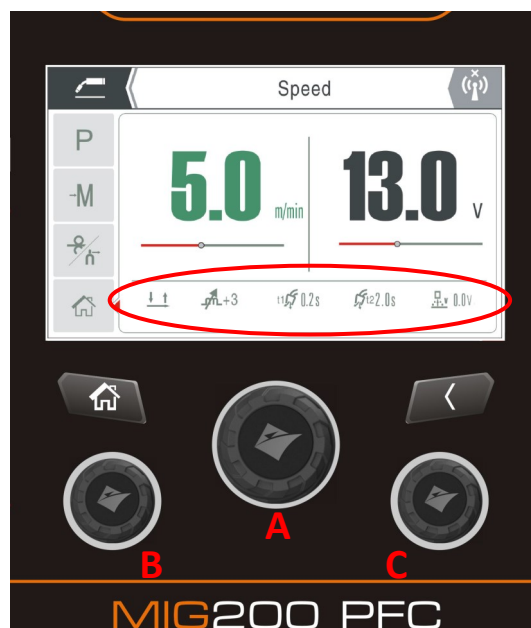 Speed
P
5.0 m/min 13.0 V
→M
+3 t1 0.2s t2 2.0s v 0.0V
A
B C
MIG200 PFC